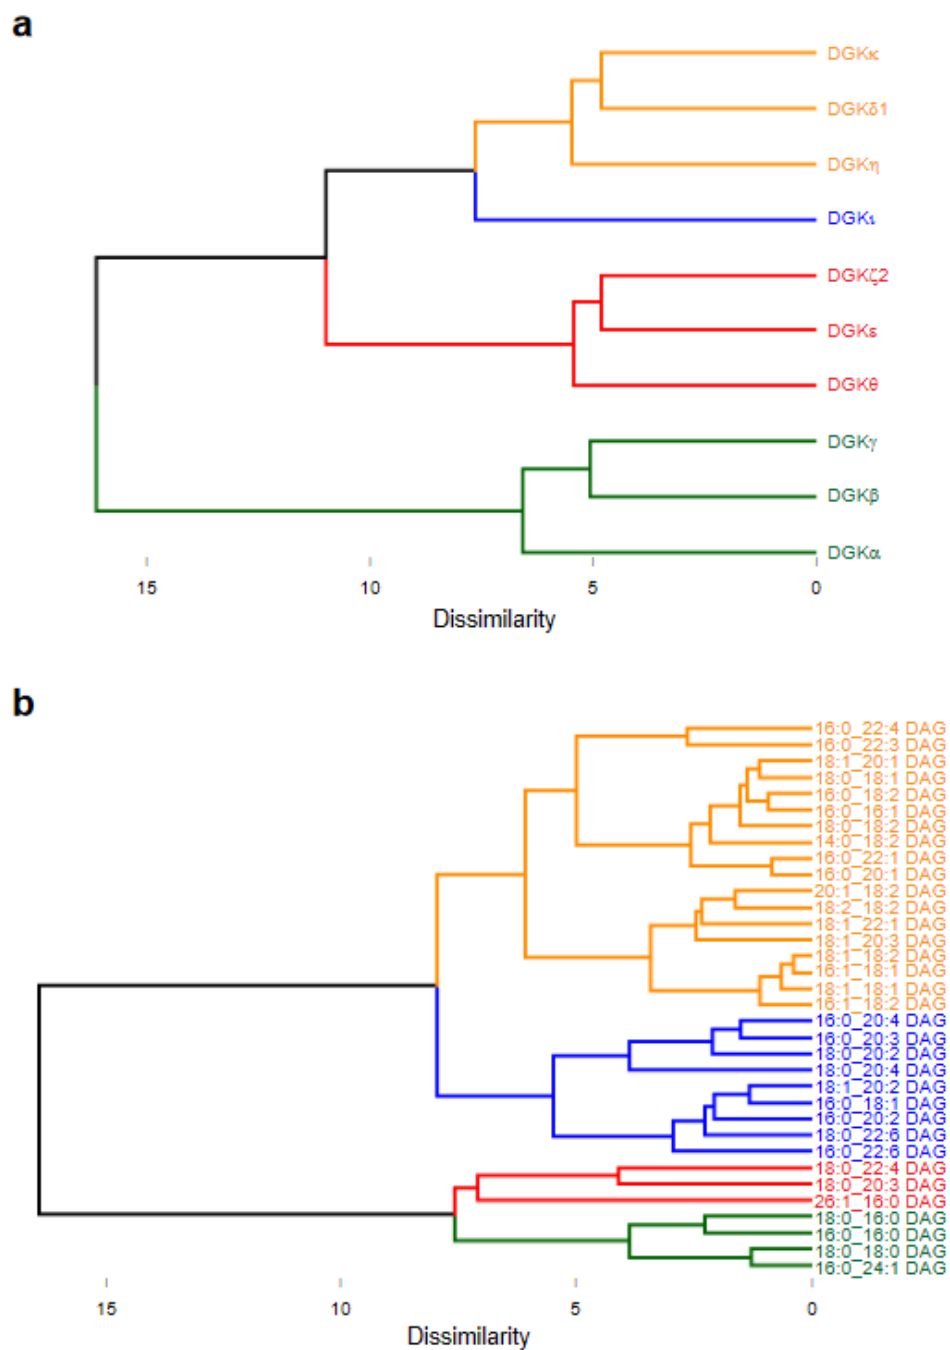 a
DGKκ
DGKδ1
DGKη
DGKι
DGKζ2
DGKε
DGKθ
DGKγ
DGKβ
DGKα
15 10 5 0
Dissimilarity
b
16:0_22:4 DAG
16:0_22:3 DAG
18:1_20:1 DAG
18:0_18:1 DAG
16:0_18:2 DAG
16:0_16:1 DAG
18:0_18:2 DAG
14:0_18:2 DAG
16:0_22:1 DAG
16:0_20:1 DAG
20:1_18:2 DAG
18:2_18:2 DAG
18:1_22:1 DAG
18:1_20:3 DAG
18:1_18:2 DAG
16:1_18:1 DAG
18:1_18:1 DAG
16:1_18:2 DAG
16:0_20:4 DAG
16:0_20:3 DAG
18:0_20:2 DAG
18:0_20:4 DAG
18:1_20:2 DAG
16:0_18:1 DAG
16:0_20:2 DAG
18:0_22:6 DAG
16:0_22:6 DAG
18:0_22:4 DAG
18:0_20:3 DAG
26:1_16:0 DAG
18:0_16:0 DAG
16:0_16:0 DAG
18:0_18:0 DAG
16:0_24:1 DAG
15 10 5 0
Dissimilarity